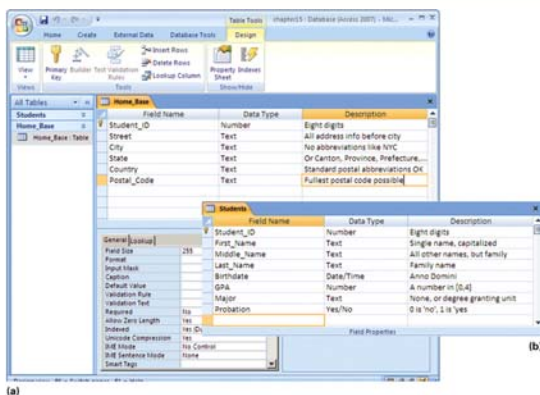 Table Tools
chapter15 : Database (Access 2007) -
Home Create External Data Database Tools Design
View Primary Key Builder Test Validation Rules Insert Rows Delete Rows Lookup Column Property Sheet Indexes
Views Tools Show/Hide
All Tables
Home_Base
Students
Home_Base
Home_Base : Table
Field Name Data Type Description
Student_ID Number Eight digits
Street Text All address info before city
City Text No abbreviations like NYC
State Text Or Canton, Province, Prefecture,...
Country Text Standard postal abbreviations OK
Postal_Code Text Fullest postal code possible
Students
Field Name Data Type Description
Student_ID Number Eight digits
First_Name Text Single name, capitalized
Middle_Name Text All other names, but family
Last_Name Text Family name
Birthdate Date/Time Anno Domini
GPA Number A number in [0,4]
Major Text None, or degree granting unit
Probation Yes/No 0 is 'no', 1 is 'yes
Field Properties
General Lookup
Field Size 255
Format
Input Mask
Caption
Default Value
Validation Rule
Validation Text
Required No
Allow Zero Length Yes
Indexed Yes
Unicode Compression Yes
IME Mode No Control
IME Sentence Mode None
Smart Tags
(b)
(a)